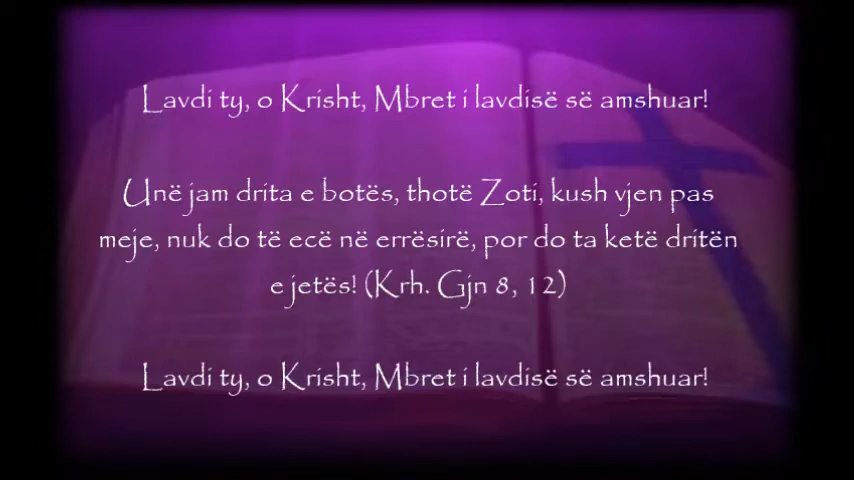 Lavdi ty, o Krisht, Mbret i lavdisë së amshuar!
Unë jam drita e botës, thotë Zoti, kush vjen pas
meje, nuk do të ecë në errësirë, por do ta ketë dritën
e jetës! (Krh. Gjn 8, 12)
Lavdi ty, o Krisht, Mbret i lavdisë së amshuar!